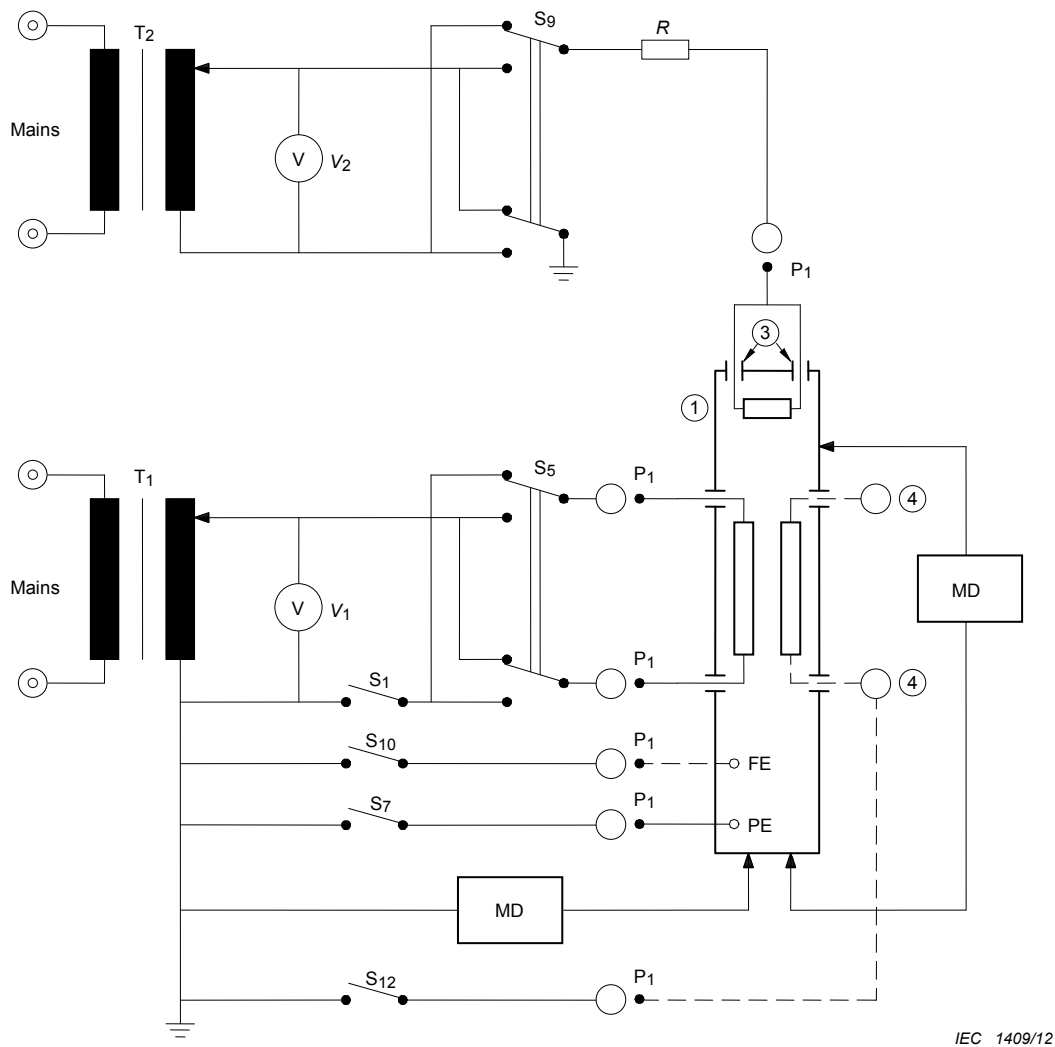 T2
S9
R
Mains
V
V2
P1
3
1
T1
S5
P1
4
Mains
V
V1
MD
P1
4
S1
S10
P1
FE
S7
P1
PE
MD
S12
P1
IEC 1409/12